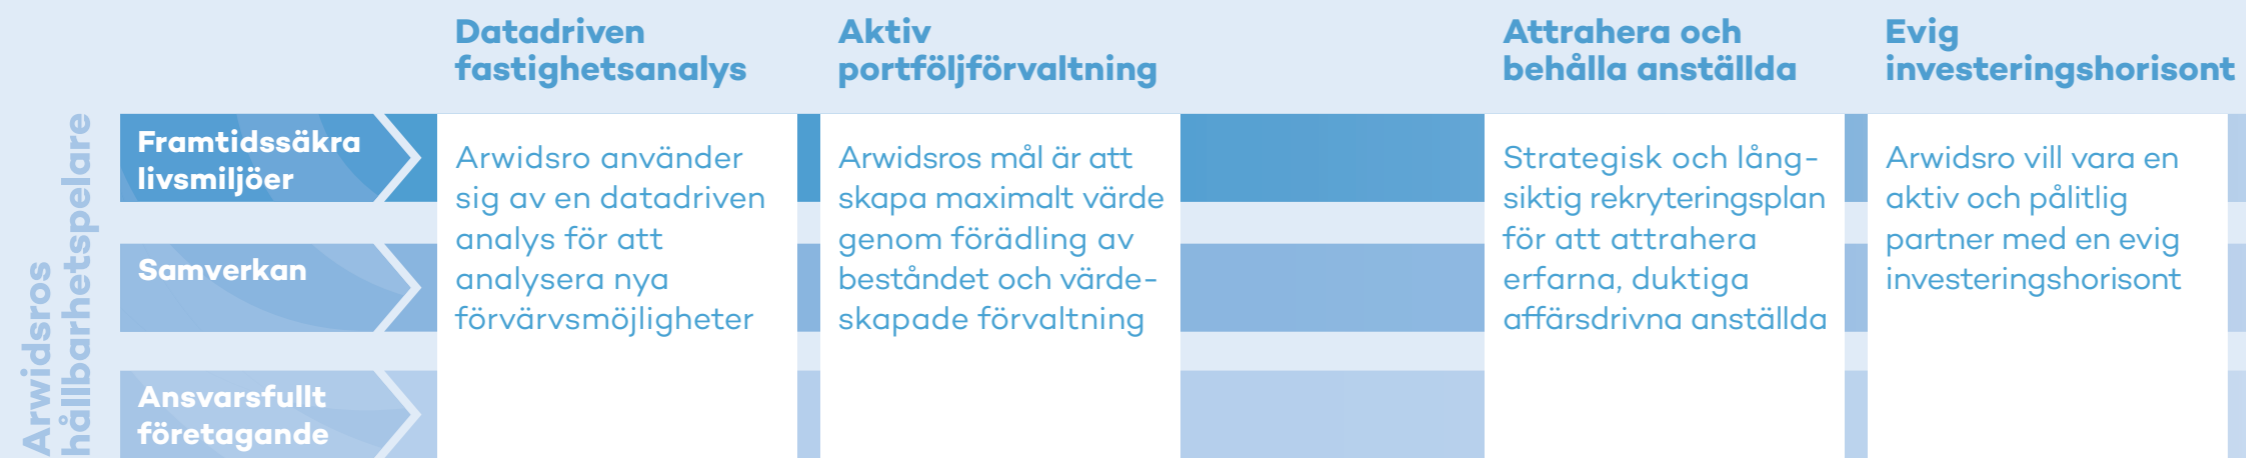 Datadriven
fastighetsanalys
Aktiv
portföljförvaltning
Attrahera och
behålla anställda
Evig
investeringshorisont
Arwidsros
hållbarhetspelare
Framtidssäkra
livsmiljöer
Samverkan
Ansvarsfullt
företagande
Arwidsro använder
sig av en datadriven
analys för att
analysera nya
förvärvsmöjligheter
Arwidsros mål är att
skapa maximalt värde
genom förädling av
beståndet och värde-
skapade förvaltning
Strategisk och lång-
siktig rekryteringsplan
för att attrahera
erfarna, duktiga
affärsdrivna anställda
Arwidsro vill vara en
aktiv och pålitlig
partner med en evig
investeringshorisont